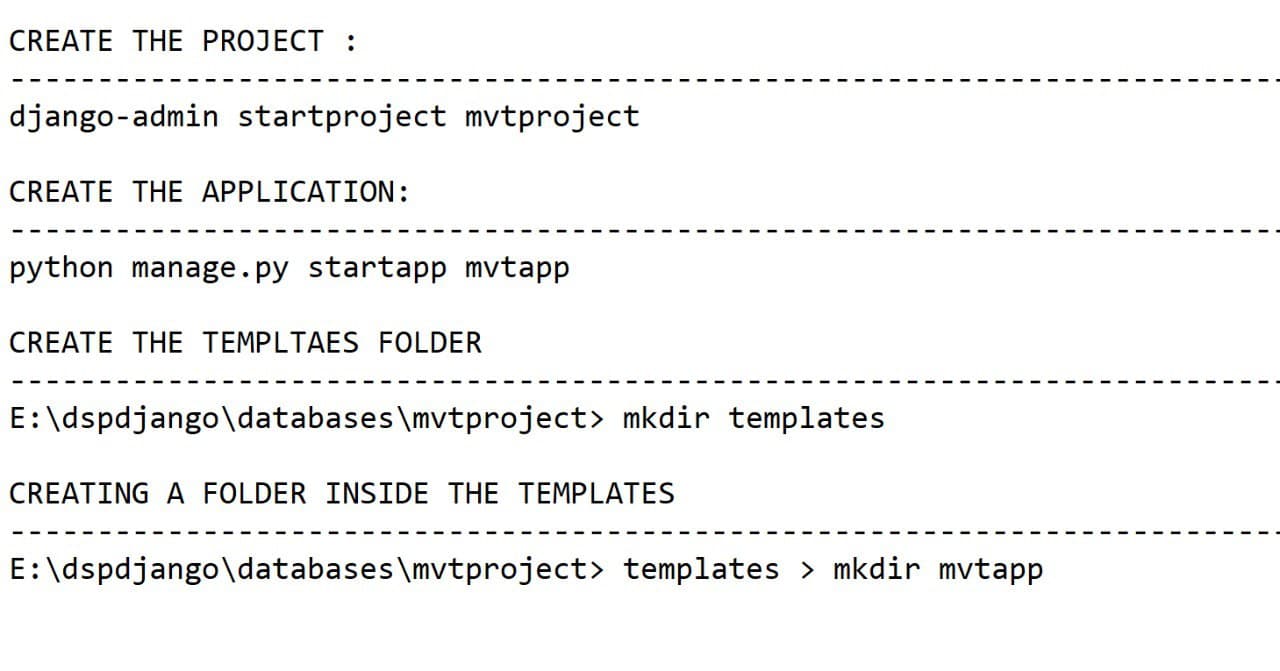 CREATE THE PROJECT :
--------------------------------------------------------------------------
django-admin startproject mvtproject
CREATE THE APPLICATION:
--------------------------------------------------------------------------
python manage.py startapp mvtapp
CREATE THE TEMPLTAES FOLDER
--------------------------------------------------------------------------
E:\dspdjango\databases\mvtproject> mkdir templates
CREATING A FOLDER INSIDE THE TEMPLATES
--------------------------------------------------------------------------
E:\dspdjango\databases\mvtproject> templates > mkdir mvtapp